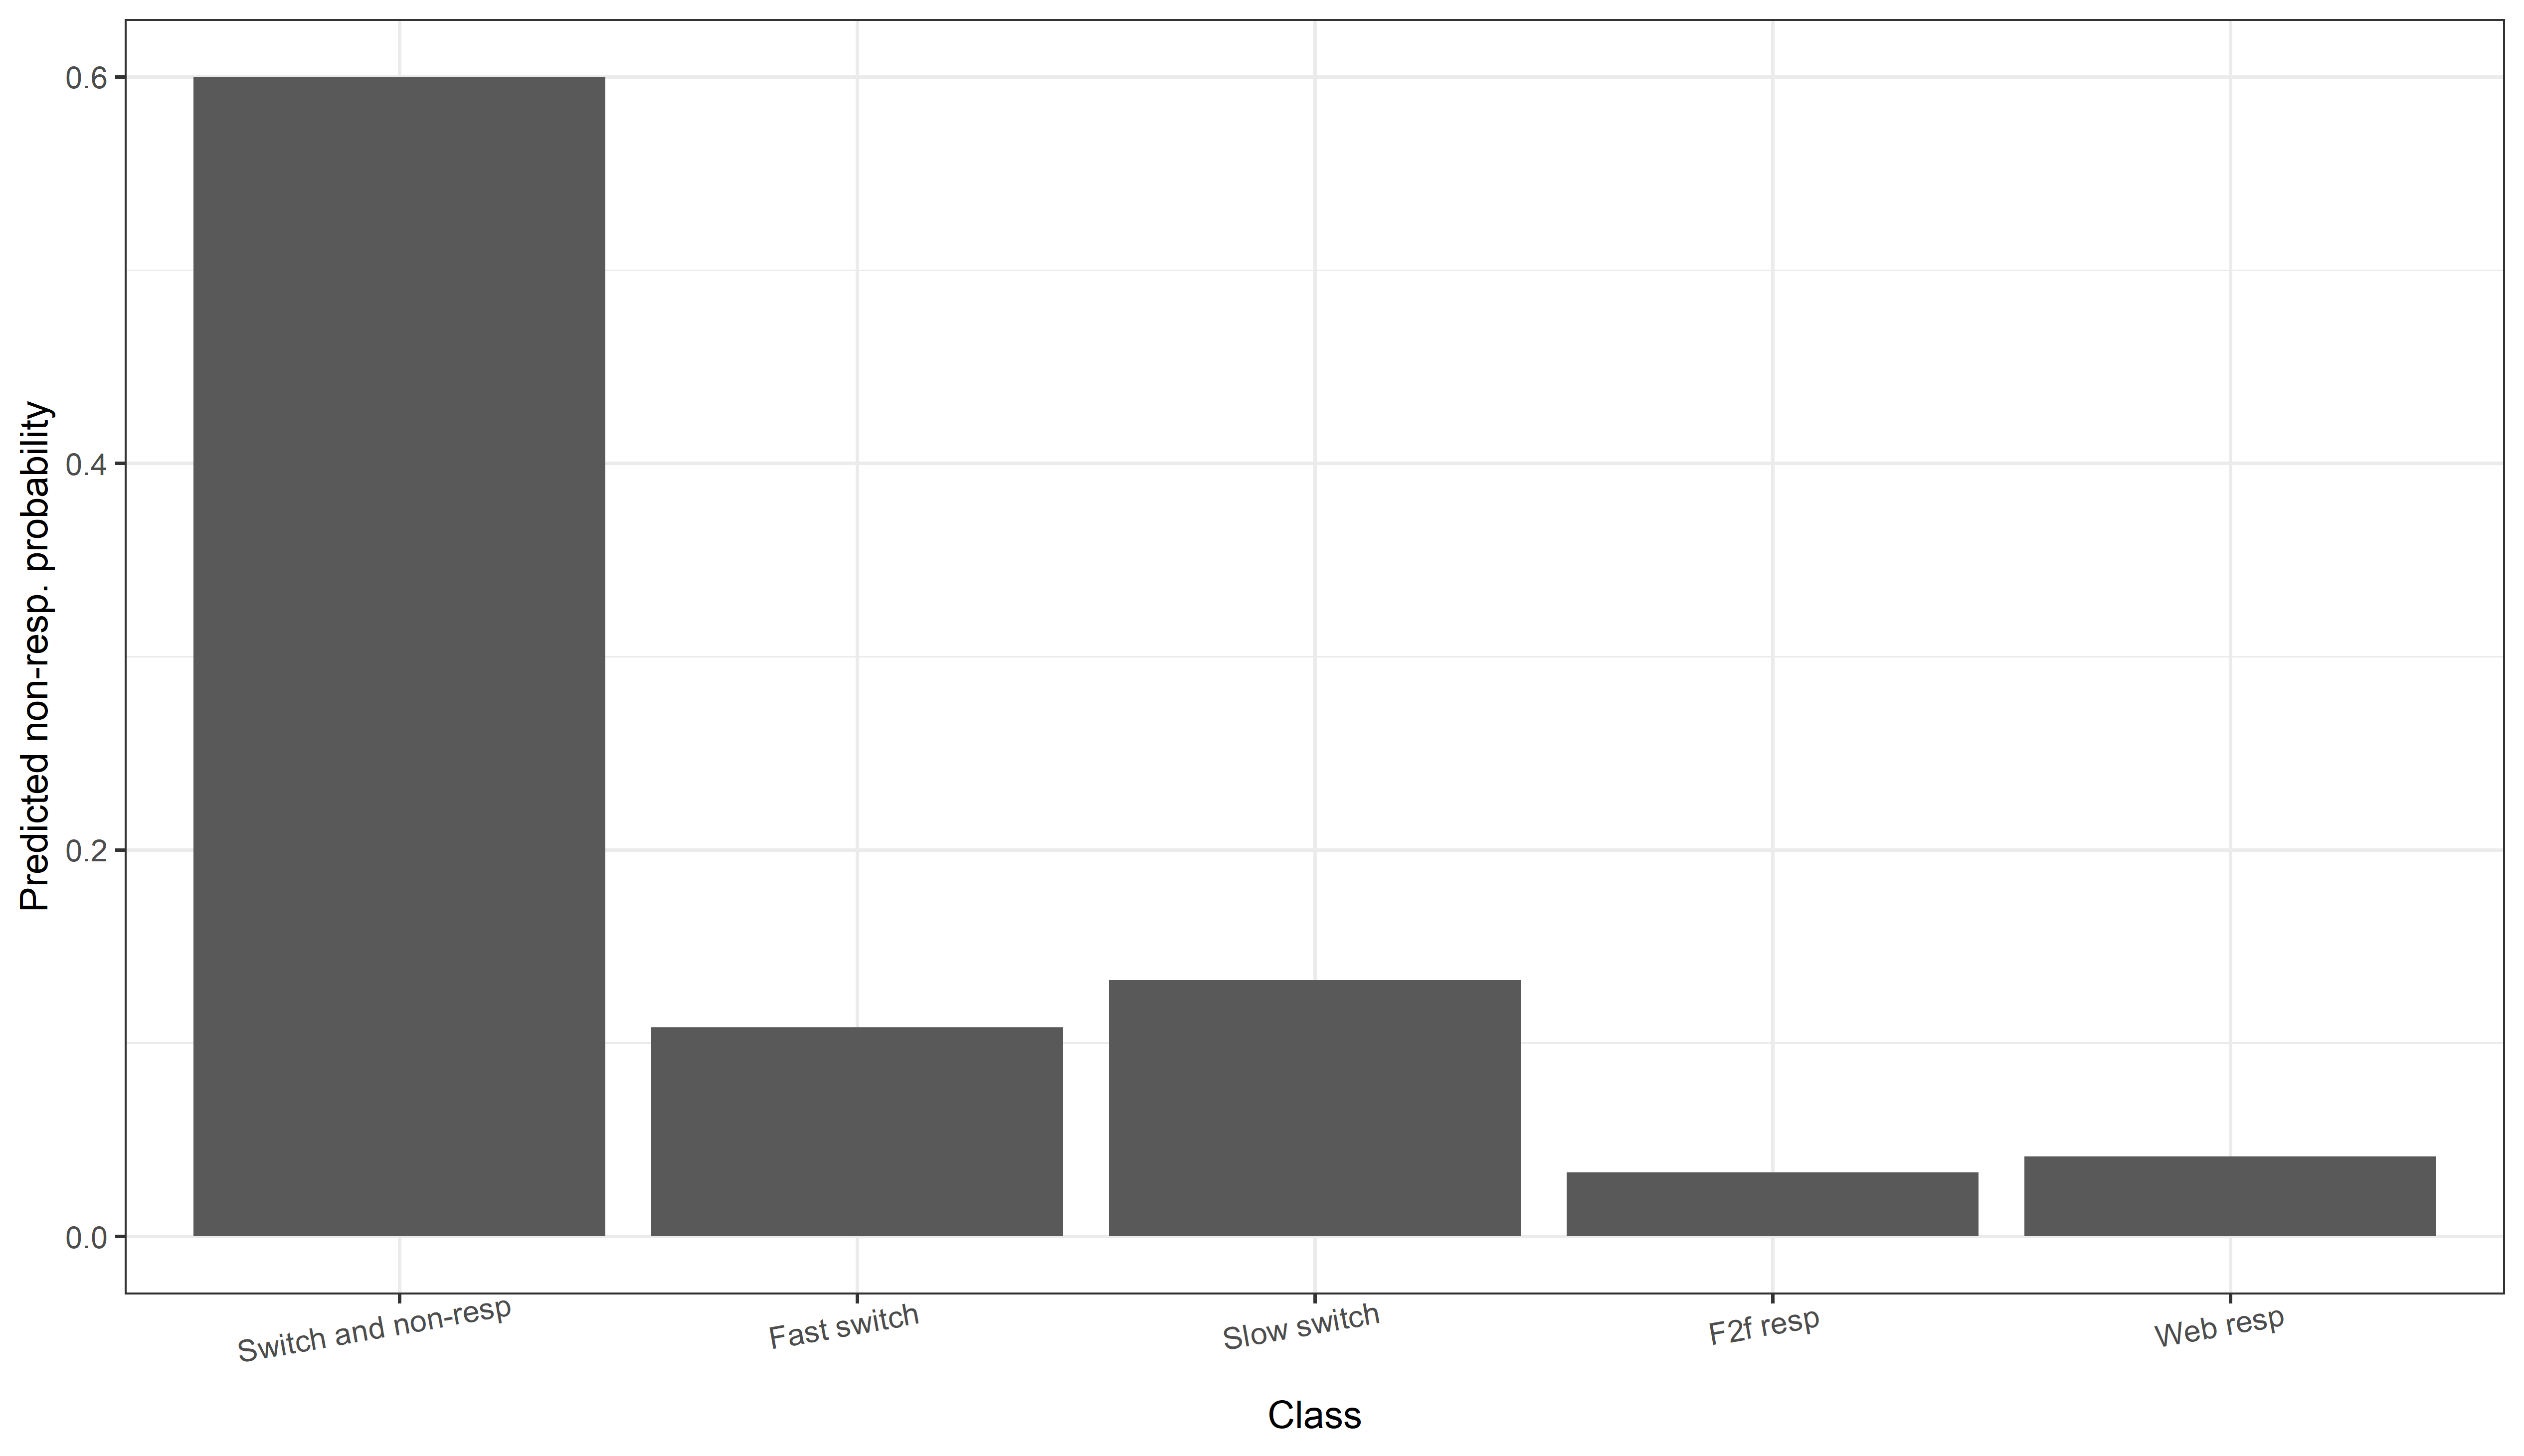 Predicted non-resp. probability
0.6
0.4
0.2
0.0
Switch and non-resp
Fast switch
Slow switch
F2f resp
Web resp
Class